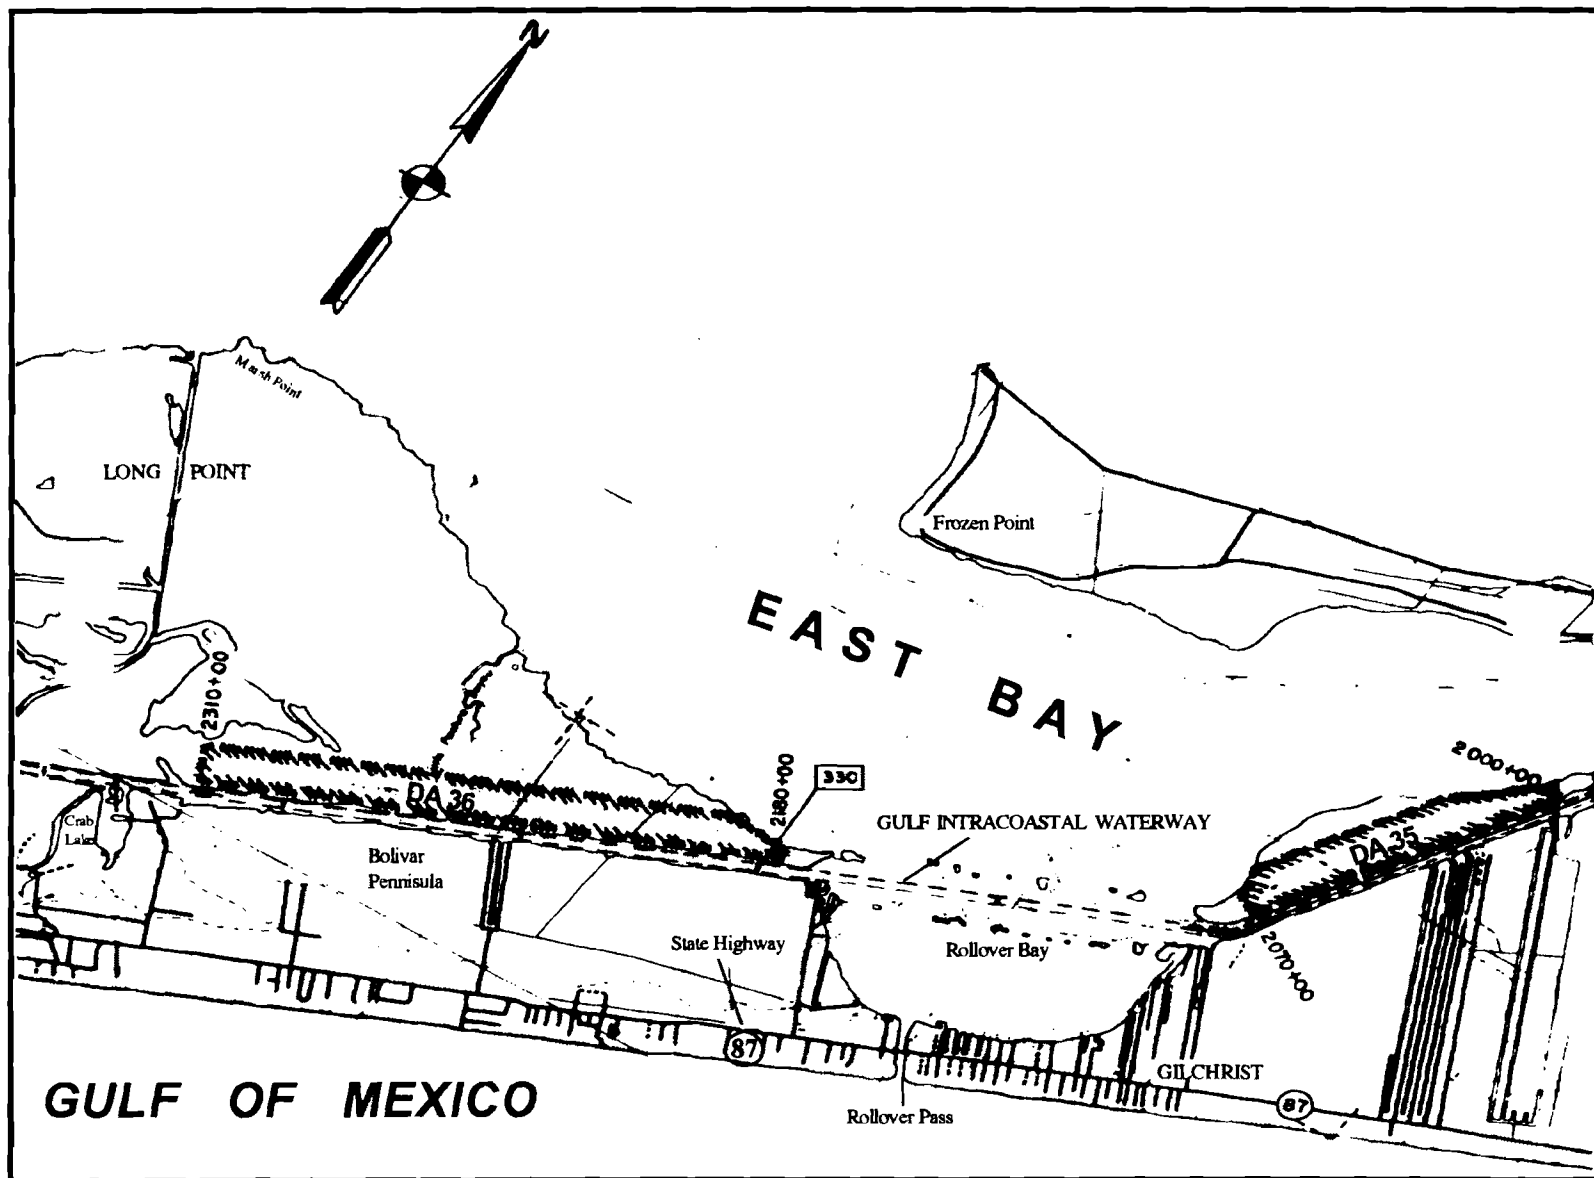 N
Marsh Point
LONG POINT
Frozen Point
EAST BAY
2310+00
2180+00
330
2000+00
DA 36
DA 35
GULF INTRACOASTAL WATERWAY
Crab
Lake
Bolivar
Pennisula
State Highway
Rollover Bay
2070+00
87
GILCHRIST
87
Rollover Pass
GULF OF MEXICO